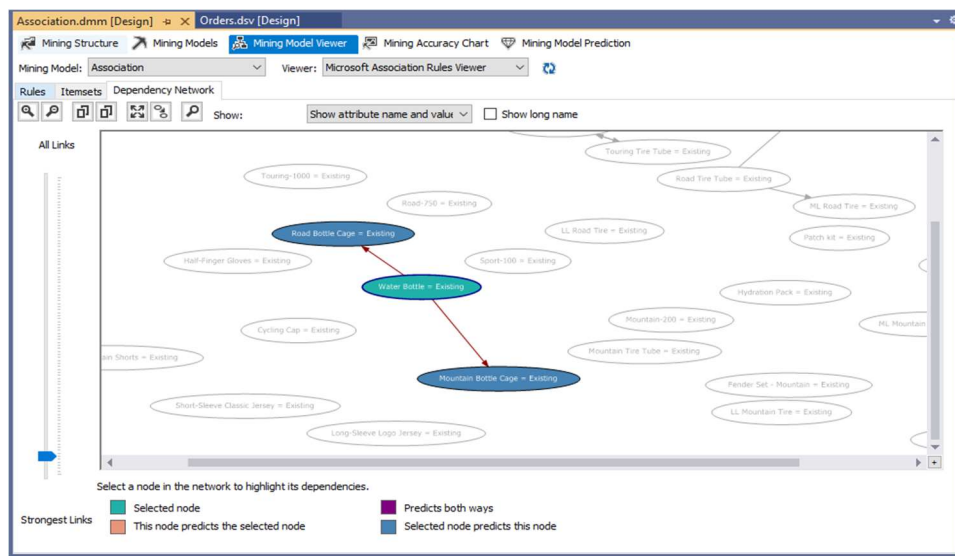 Association.dmm [Design] Orders.dsv [Design]
Mining Structure Mining Models Mining Model Viewer Mining Accuracy Chart Mining Model Prediction
Mining Model: Association Viewer: Microsoft Association Rules Viewer
Rules Itemsets Dependency Network
Show: Show attribute name and value Show long name
All Links
Touring Tire Tube = Existing
Touring-1000 = Existing
Road Tire Tube = Existing
Road-750 = Existing
ML Road Tire = Existing
Road Bottle Cage = Existing
LL Road Tire = Existing
Patch kit = Existing
Half-Finger Gloves = Existing
Sport-100 = Existing
Water Bottle = Existing
Hydration Pack = Existing
Cycling Cap = Existing
Mountain-200 = Existing
ML Mountain
Mountain Tire Tube = Existing
Shorts = Existing
Mountain Bottle Cage = Existing
Fender Set - Mountain = Existing
Short-Sleeve Classic Jersey = Existing
LL Mountain Tire = Existing
Long-Sleeve Logo Jersey = Existing
Select a node in the network to highlight its dependencies.
Selected node Predicts both ways
Strongest Links
This node predicts the selected node Selected node predicts this node